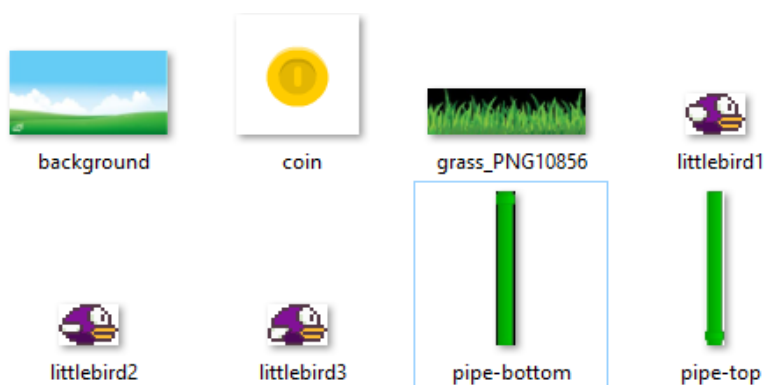 background
coin
grass_PNG10856
littlebird1
littlebird2
littlebird3
pipe-bottom
pipe-top